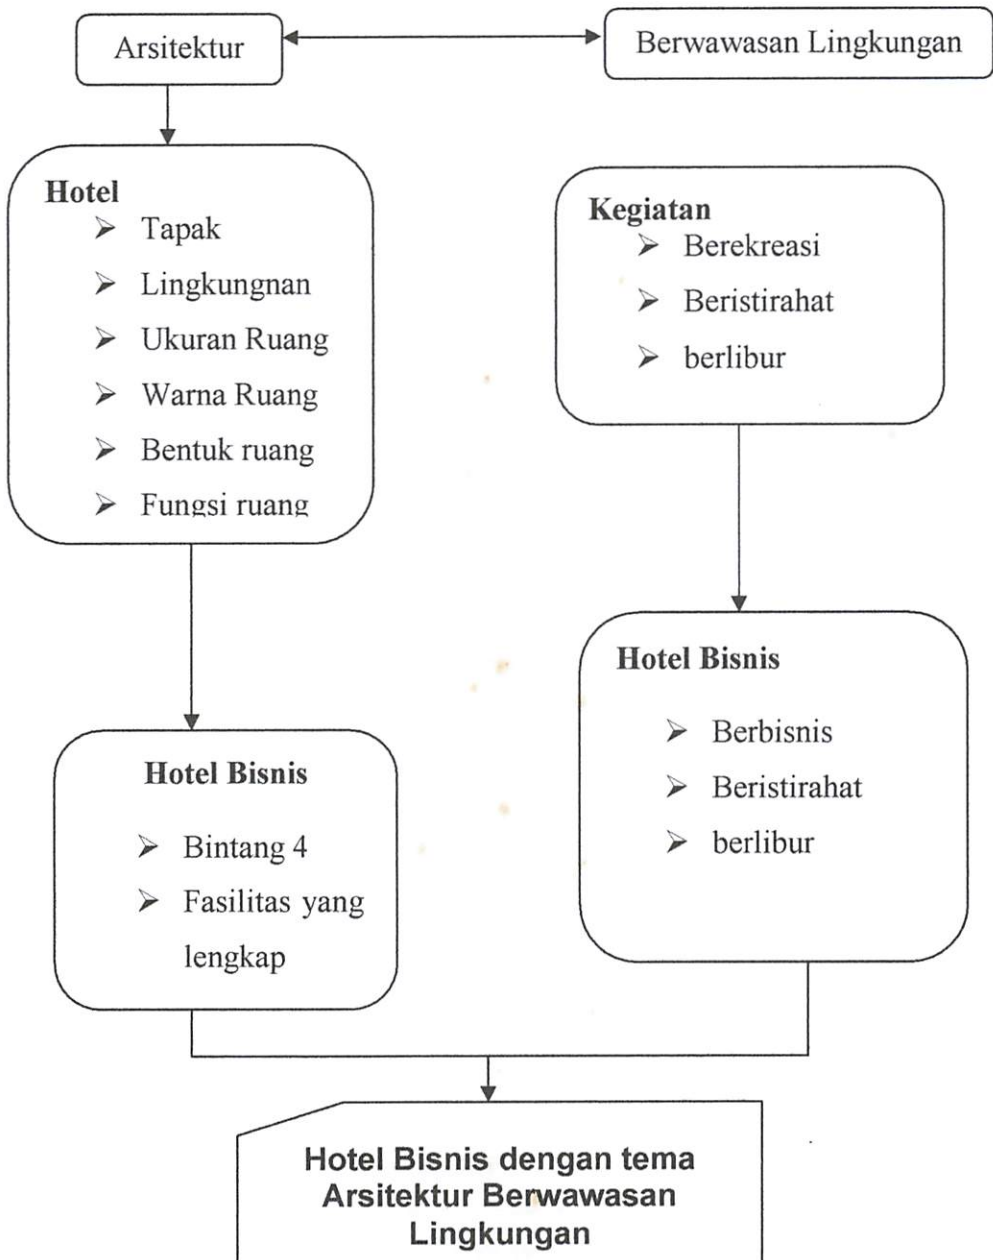 Arsitektur
Berwawasan Lingkungan
Hotel
➢ Tapak
➢ Lingkungnan
➢ Ukuran Ruang
➢ Warna Ruang
➢ Bentuk ruang
➢ Fungsi ruang
Kegiatan
➢ Berekreasi
➢ Beristirahat
➢ berlibur
Hotel Bisnis
➢ Bintang 4
➢ Fasilitas yang
lengkap
Hotel Bisnis
➢ Berbisnis
➢ Beristirahat
➢ berlibur
Hotel Bisnis dengan tema
Arsitektur Berwawasan
Lingkungan